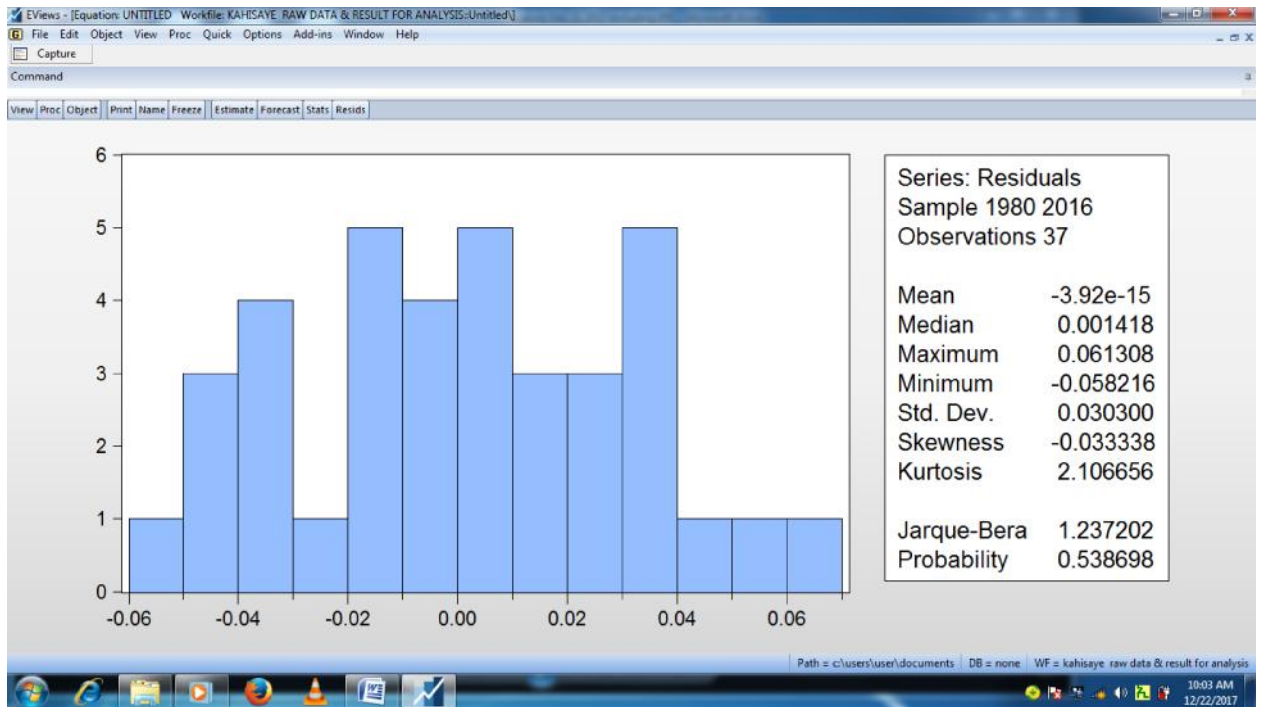 EViews - [Equation: UNTITLED   Workfile: KAHISAYE  RAW DATA & RESULT FOR ANALYSIS::Untitled\]
File Edit Object View Proc Quick Options Add-ins Window Help
Capture
Command
View Proc Object Print Name Freeze Estimate Forecast Stats Resids
6
5
4
3
2
1
0
-0.06 -0.04 -0.02 0.00 0.02 0.04 0.06
Series: Residuals
Sample 1980 2016
Observations 37
Mean -3.92e-15
Median 0.001418
Maximum 0.061308
Minimum -0.058216
Std. Dev. 0.030300
Skewness -0.033338
Kurtosis 2.106656
Jarque-Bera 1.237202
Probability 0.538698
Path = c:\users\user\documents DB = none WF = kahisaye raw data & result for analysis
10:03 AM
12/22/2017